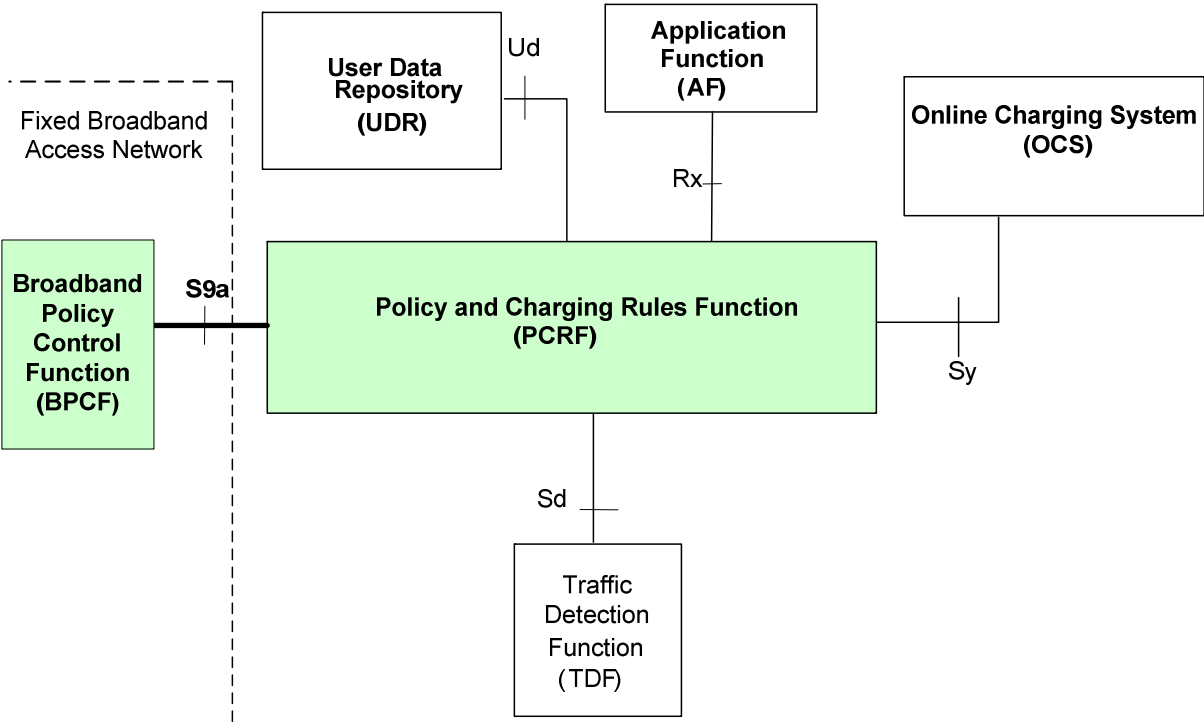 Ud
User Data
Repository
(UDR)
Application
Function
(AF)
Online Charging System
(OCS)
Fixed Broadband
Access Network
Rx
Broadband
Policy
Control
Function
(BPCF)
S9a
Policy and Charging Rules Function
(PCRF)
Sy
Sd
Traffic
Detection
Function
(TDF)